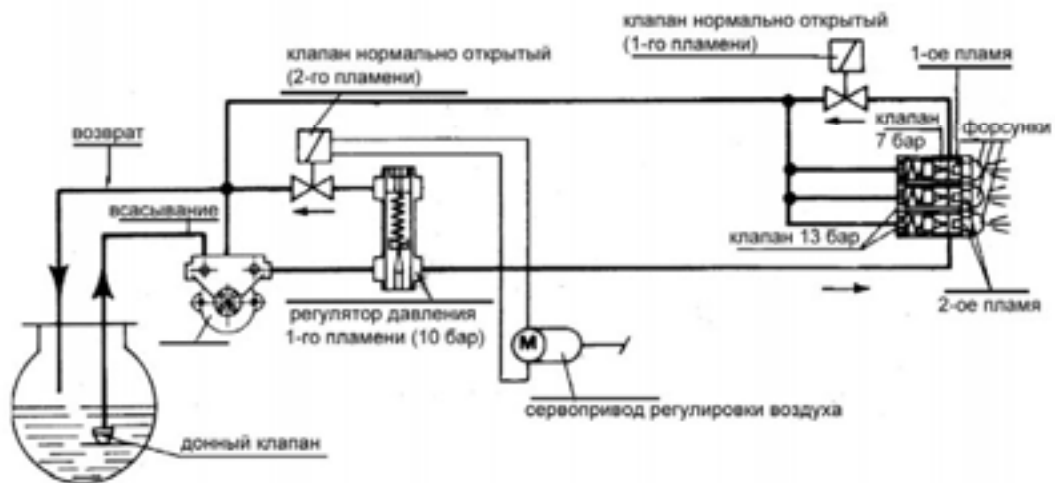 клапан нормально открытый
(1-го пламени)
клапан нормально открытый
(2-го пламени)
1-ое пламя
клапан
7 бар
форсунки
возврат
всасывание
клапан 13 бар
2-ое пламя
регулятор давления
1-го пламени (10 бар)
М
сервопривод регулировки воздуха
донный клапан